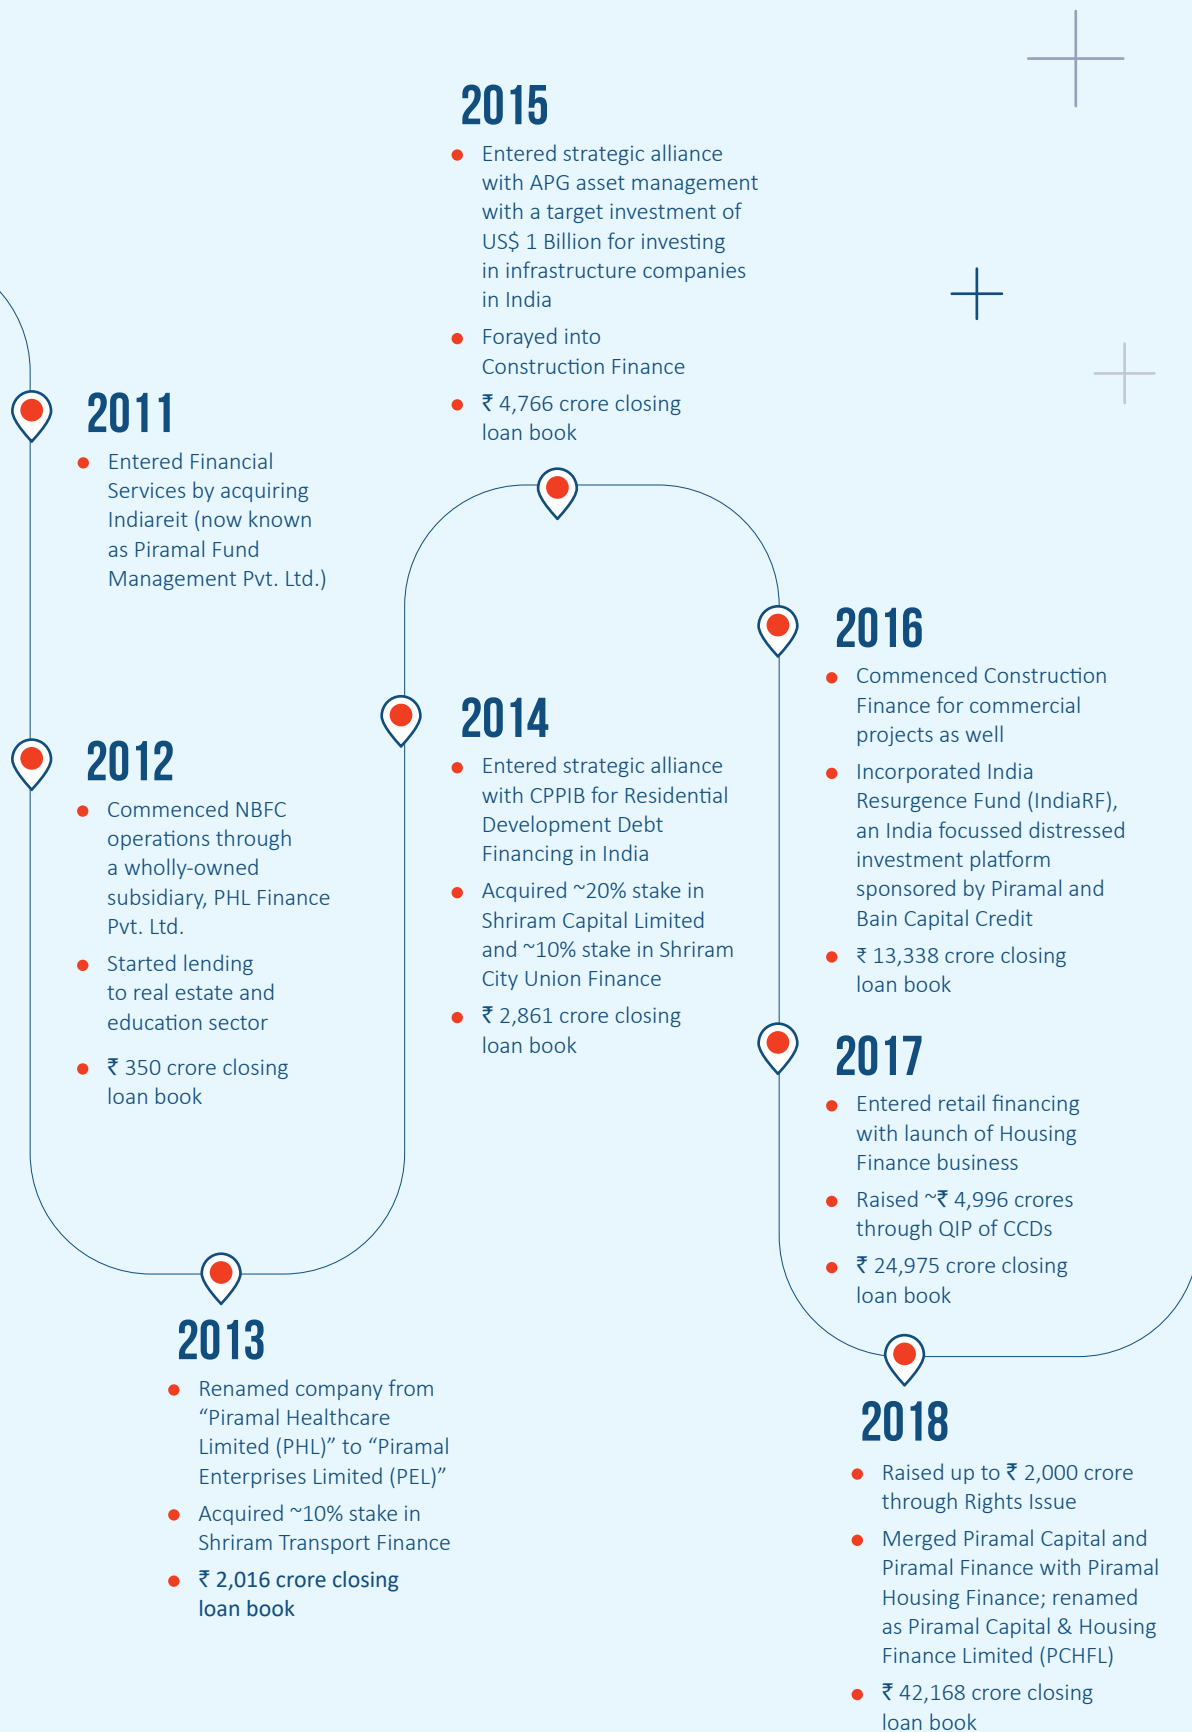 2011
Entered Financial
Services by acquiring
Indiareit (now known
as Piramal Fund
Management Pvt. Ltd.)
2012
Commenced NBFC
operations through
a wholly-owned
subsidiary, PHL Finance
Pvt. Ltd.
Started lending
to real estate and
education sector
₹ 350 crore closing
loan book
2013
Renamed company from
“Piramal Healthcare
Limited (PHL)” to “Piramal
Enterprises Limited (PEL)”
Acquired ~10% stake in
Shriram Transport Finance
₹ 2,016 crore closing
loan book
2014
Entered strategic alliance
with CPPIB for Residential
Development Debt
Financing in India
Acquired ~20% stake in
Shriram Capital Limited
and ~10% stake in Shriram
City Union Finance
₹ 2,861 crore closing
loan book
2015
Entered strategic alliance
with APG asset management
with a target investment of
US$ 1 Billion for investing
in infrastructure companies
in India
Forayed into
Construction Finance
₹ 4,766 crore closing
loan book
2016
Commenced Construction
Finance for commercial
projects as well
Incorporated India
Resurgence Fund (IndiaRF),
an India focussed distressed
investment platform
sponsored by Piramal and
Bain Capital Credit
₹ 13,338 crore closing
loan book
2017
Entered retail financing
with launch of Housing
Finance business
Raised ~₹ 4,996 crores
through QIP of CCDs
₹ 24,975 crore closing
loan book
2018
Raised up to ₹ 2,000 crore
through Rights Issue
Merged Piramal Capital and
Piramal Finance with Piramal
Housing Finance; renamed
as Piramal Capital & Housing
Finance Limited (PCHFL)
₹ 42,168 crore closing
loan book